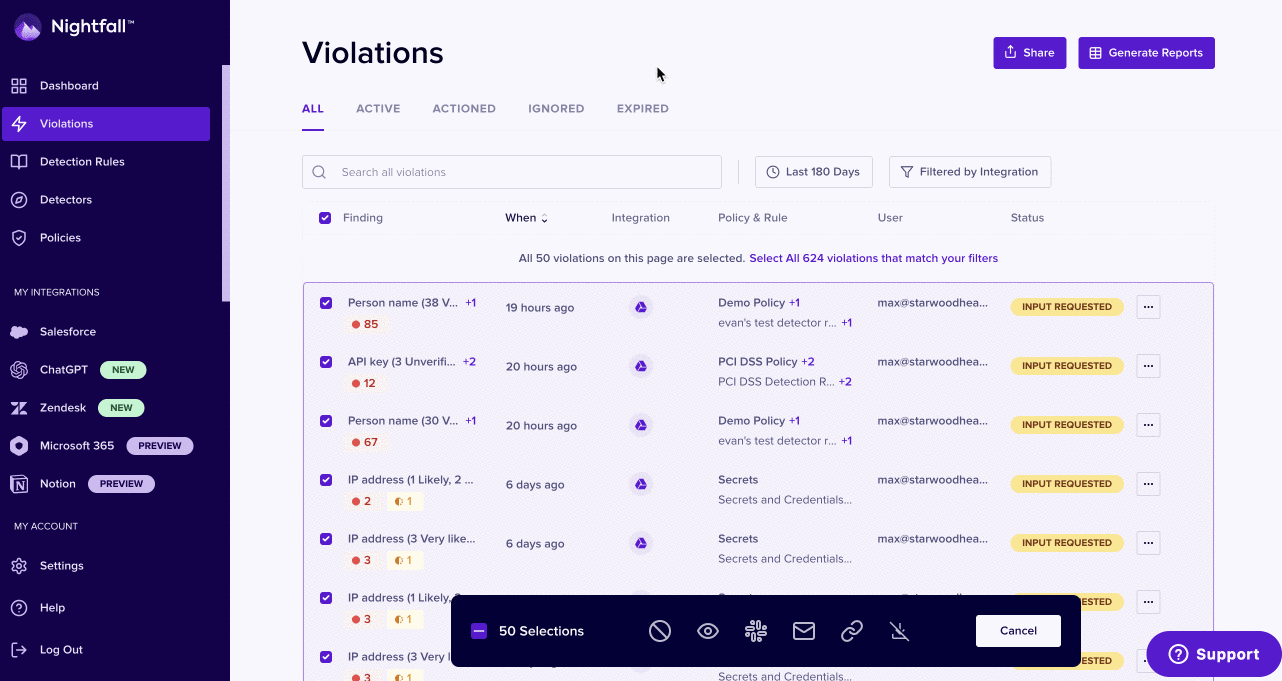 Nightfall™
Dashboard
Violations
Detection Rules
Detectors
Policies
MY INTEGRATIONS
Salesforce
ChatGPT NEW
Zendesk NEW
Microsoft 365 PREVIEW
Notion PREVIEW
MY ACCOUNT
Settings
Help
Log Out
Violations
Share
Generate Reports
ALL ACTIVE ACTIONED IGNORED EXPIRED
Search all violations
Last 180 Days
Filtered by Integration
Finding When Integration Policy & Rule User Status
All 50 violations on this page are selected. Select All 624 violations that match your filters
Person name (38 V... +1 19 hours ago Demo Policy +1 max@starwoodhea... INPUT REQUESTED ...
85 evan's test detector r... +1
API key (3 Unverifi... +2 20 hours ago PCI DSS Policy +2 max@starwoodhea... INPUT REQUESTED ...
12 PCI DSS Detection R... +2
Person name (30 V... +1 20 hours ago Demo Policy +1 max@starwoodhea... INPUT REQUESTED ...
67 evan's test detector r... +1
IP address (1 Likely, 2 ... 6 days ago Secrets max@starwoodhea... INPUT REQUESTED ...
2 1 Secrets and Credentials...
IP address (3 Very like... 6 days ago Secrets max@starwoodhea... INPUT REQUESTED ...
3 1 Secrets and Credentials...
IP address (1 Likely, ...
3 1
IP address (3 Very l
3 1 Secrets and Credentials...
50 Selections
Cancel
Support